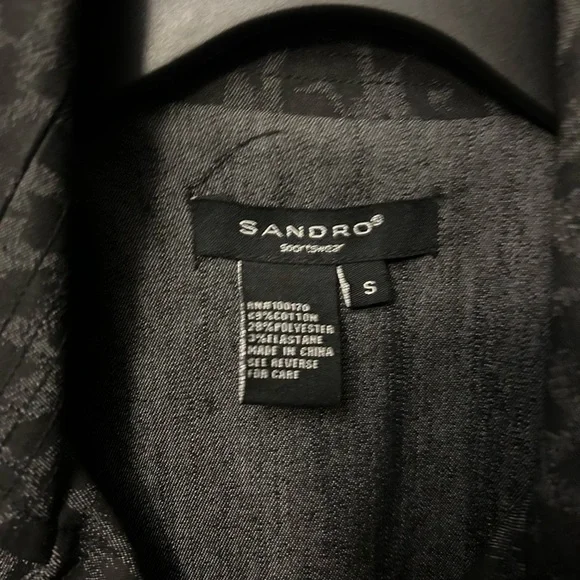 SANDRO®
Sportswear
S
RN#100176
69%COTTON
28%POLYESTER
3%ELASTANE
MADE IN CHINA
SEE REVERSE
FOR CARE